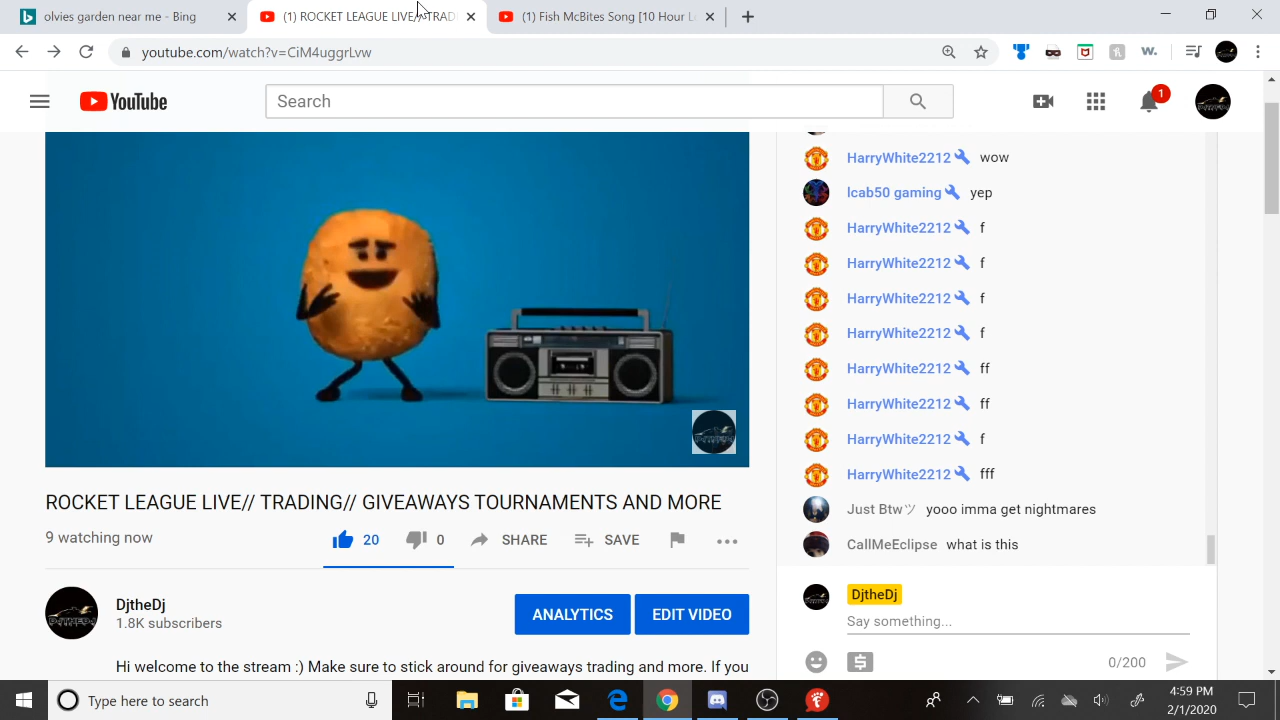 olvies garden near me - Bing
(1) ROCKET LEAGUE LIVE// TRAD
(1) Fish McBites Song [10 Hour L
youtube.com/watch?v=CiM4uggrLvw
w.
YouTube
Search
1
HarryWhite2212 wow
lcab50 gaming yep
HarryWhite2212 f
HarryWhite2212 f
HarryWhite2212 f
HarryWhite2212 f
HarryWhite2212 ff
HarryWhite2212 ff
HarryWhite2212 f
HarryWhite2212 fff
Just Btwツ yooo imma get nightmares
CallMeEclipse what is this
ROCKET LEAGUE LIVE// TRADING// GIVEAWAYS TOURNAMENTS AND MORE
9 watching now
20
0
SHARE
SAVE
DjtheDj
1.8K subscribers
ANALYTICS
EDIT VIDEO
Hi welcome to the stream :) Make sure to stick around for giveaways trading and more. If you
DjtheDj
Say something...
0/200
Type here to search
4:59 PM
2/1/2020